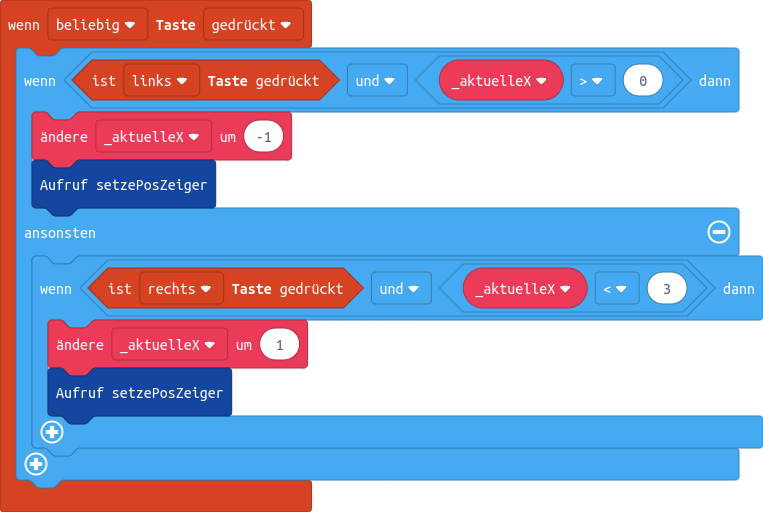 wenn beliebig Taste gedrückt
wenn ist links Taste gedrückt und _aktuelleX > 0 dann
ändere _aktuelleX um -1
Aufruf setzePosZeiger
ansonsten
wenn ist rechts Taste gedrückt und _aktuelleX < 3 dann
ändere _aktuelleX um 1
Aufruf setzePosZeiger